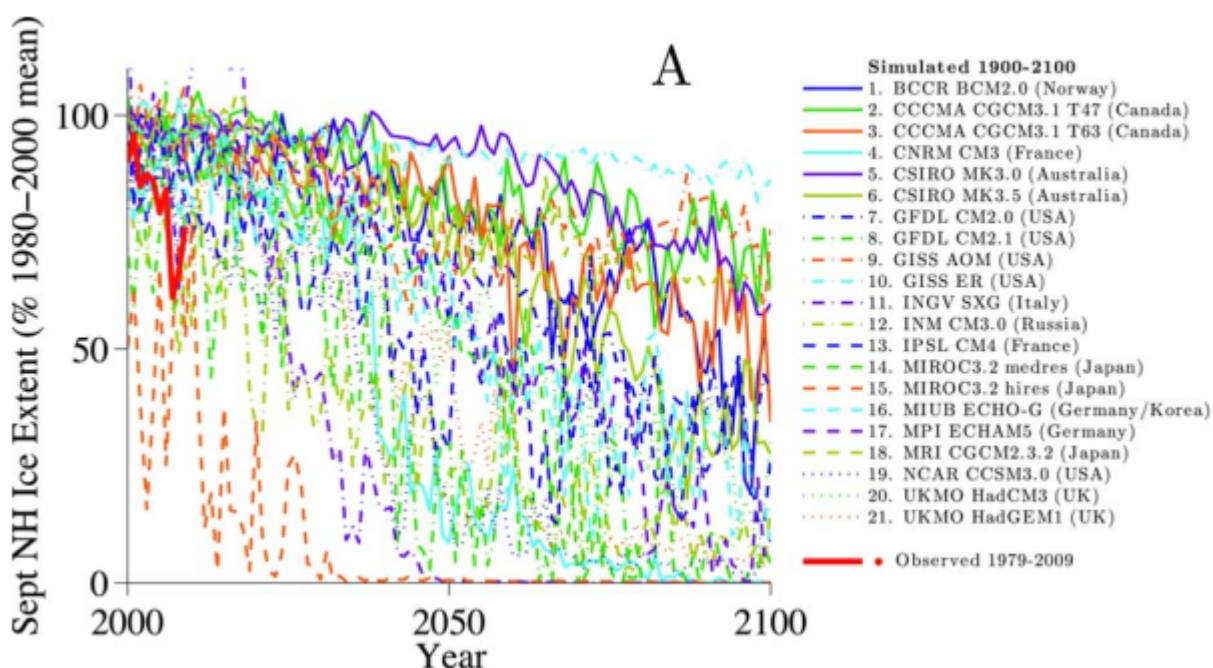 Sept NH Ice Extent (% 1980–2000 mean)
100
50
0
2000
2050
2100
Year
A
Simulated 1900-2100
1. BCCR BCM2.0 (Norway)
2. CCCMA CGCM3.1 T47 (Canada)
3. CCCMA CGCM3.1 T63 (Canada)
4. CNRM CM3 (France)
5. CSIRO MK3.0 (Australia)
6. CSIRO MK3.5 (Australia)
7. GFDL CM2.0 (USA)
8. GFDL CM2.1 (USA)
9. GISS AOM (USA)
10. GISS ER (USA)
11. INGV SXG (Italy)
12. INM CM3.0 (Russia)
13. IPSL CM4 (France)
14. MIROC3.2 medres (Japan)
15. MIROC3.2 hires (Japan)
16. MIUB ECHO-G (Germany/Korea)
17. MPI ECHAM5 (Germany)
18. MRI CGCM2.3.2 (Japan)
19. NCAR CCSM3.0 (USA)
20. UKMO HadCM3 (UK)
21. UKMO HadGEM1 (UK)
Observed 1979-2009